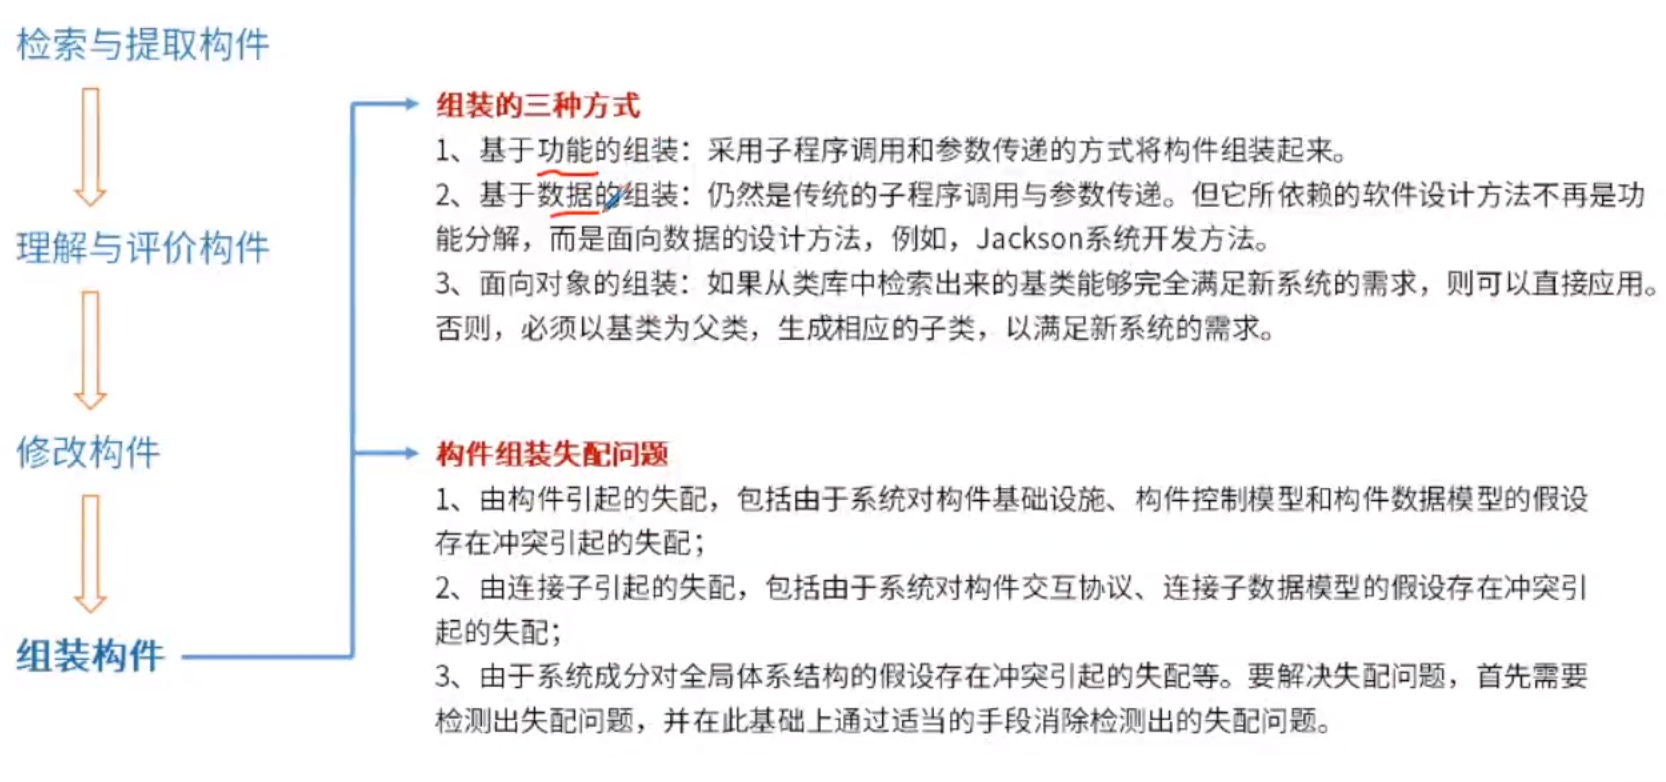 检索与提取构件
理解与评价构件
修改构件
组装构件
组装的三种方式
1、基于功能的组装：采用子程序调用和参数传递的方式将构件组装起来。
2、基于数据的组装：仍然是传统的子程序调用与参数传递。但它所依赖的软件设计方法不再是功
能分解，而是面向数据的设计方法，例如，Jackson系统开发方法。
3、面向对象的组装：如果从类库中检索出来的基类能够完全满足新系统的需求，则可以直接应用。
否则，必须以基类为父类，生成相应的子类，以满足新系统的需求。
构件组装失配问题
1、由构件引起的失配，包括由于系统对构件基础设施、构件控制模型和构件数据模型的假设
存在冲突引起的失配；
2、由连接子引起的失配，包括由于系统对构件交互协议、连接子数据模型的假设存在冲突引
起的失配；
3、由于系统成分对全局体系结构的假设存在冲突引起的失配等。要解决失配问题，首先需要
检测出失配问题，并在此基础上通过适当的手段消除检测出的失配问题。